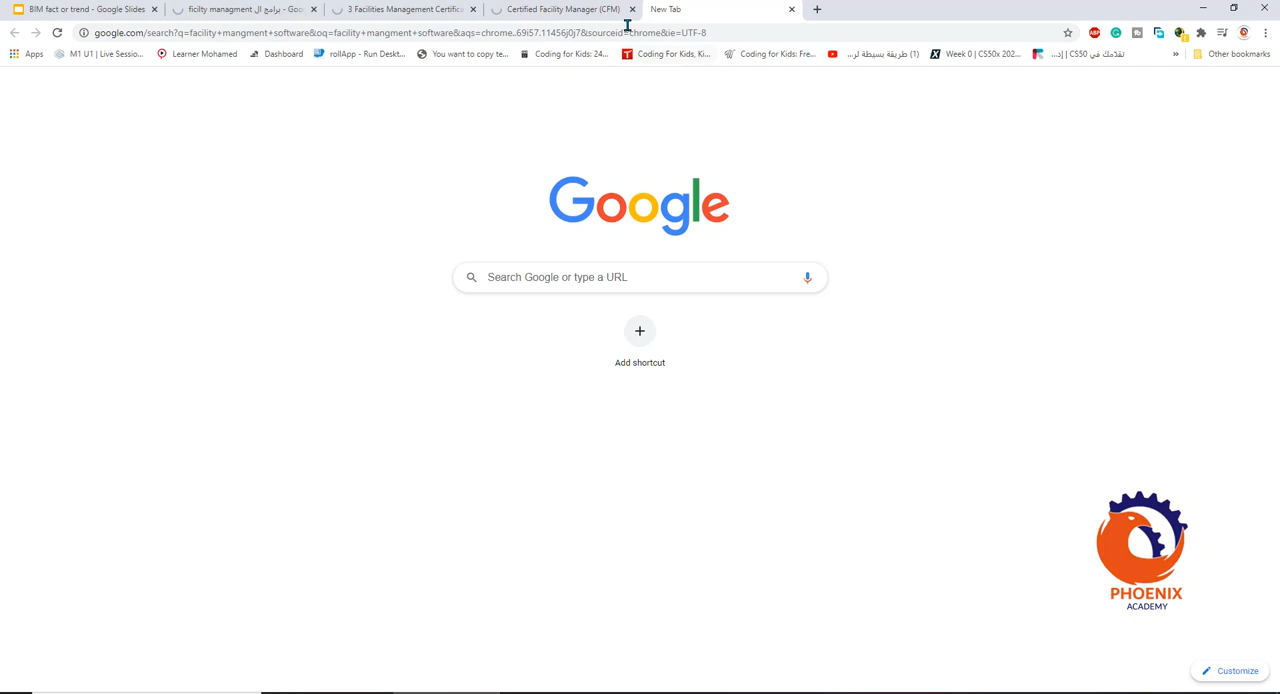 BIM fact or trend - Google Slides
ficilty managment برامج ال - Goo
3 Facilities Management Certifica
Certified Facility Manager (CFM)
New Tab
google.com/search?q=facility+mangment+software&oq=facility+mangment+software&aqs=chrome..69i57.11456j0j7&sourceid=chrome&ie=UTF-8
Apps
M1 U1 | Live Sessio...
Learner Mohamed
Dashboard
rollApp - Run Deskt...
You want to copy te...
Coding for Kids: 24...
Coding For Kids, Ki...
Coding for Kids: Fre...
(1) طريقة بسيطة لر...
Week 0 | CS50x 202...
تقدّمك في CS50 | إد...
Other bookmarks
Google
Search Google or type a URL
Add shortcut
PHOENIX
ACADEMY
Customize